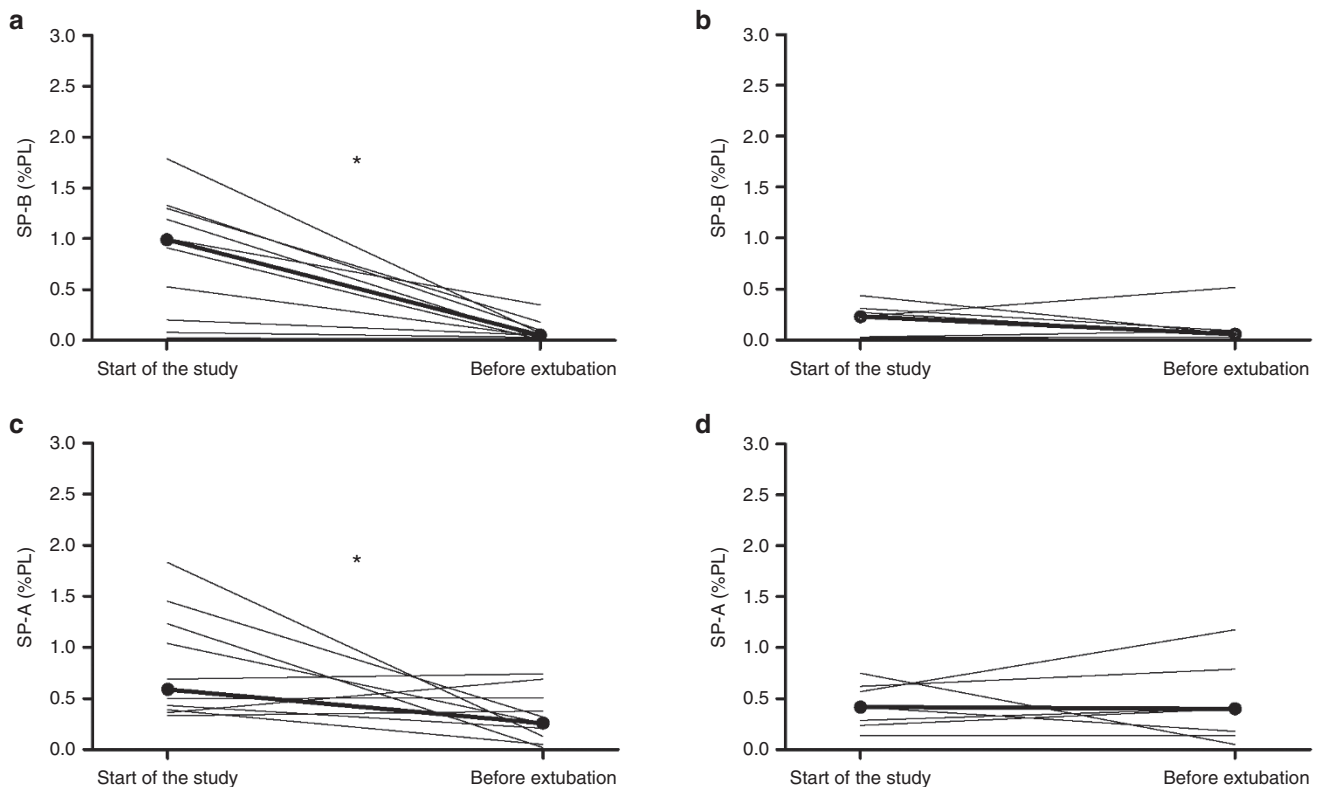 a
3.0
2.5
2.0
1.5
1.0
0.5
0.0
SP-B (%PL)
*
Start of the study
Before extubation
b
3.0
2.5
2.0
1.5
1.0
0.5
0.0
SP-B (%PL)
Start of the study
Before extubation
c
3.0
2.5
2.0
1.5
1.0
0.5
0.0
SP-A (%PL)
*
Start of the study
Before extubation
d
3.0
2.5
2.0
1.5
1.0
0.5
0.0
SP-A (%PL)
Start of the study
Before extubation